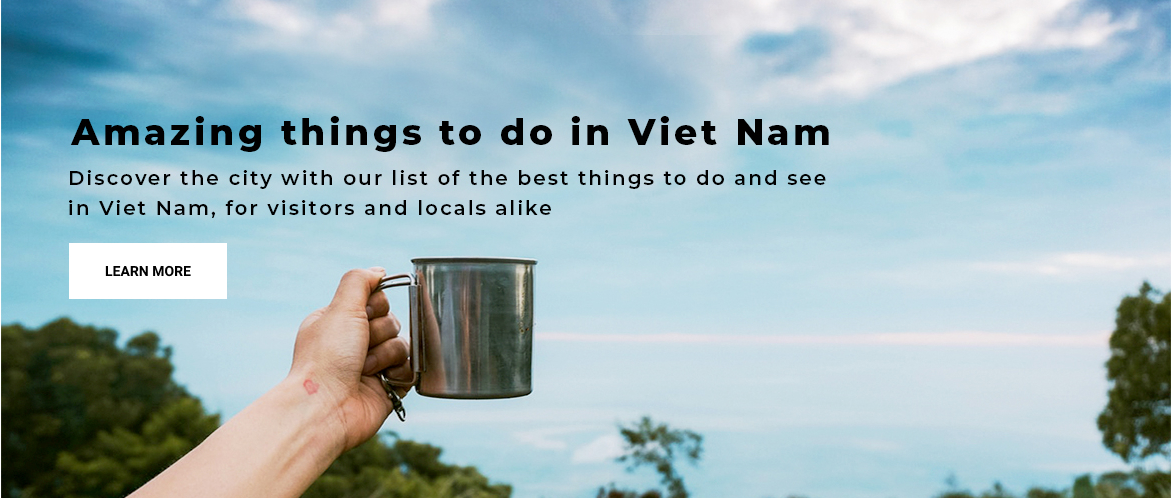 Amazing things to do in Viet Nam
Discover the city with our list of the best things to do and see
in Viet Nam, for visitors and locals alike
LEARN MORE